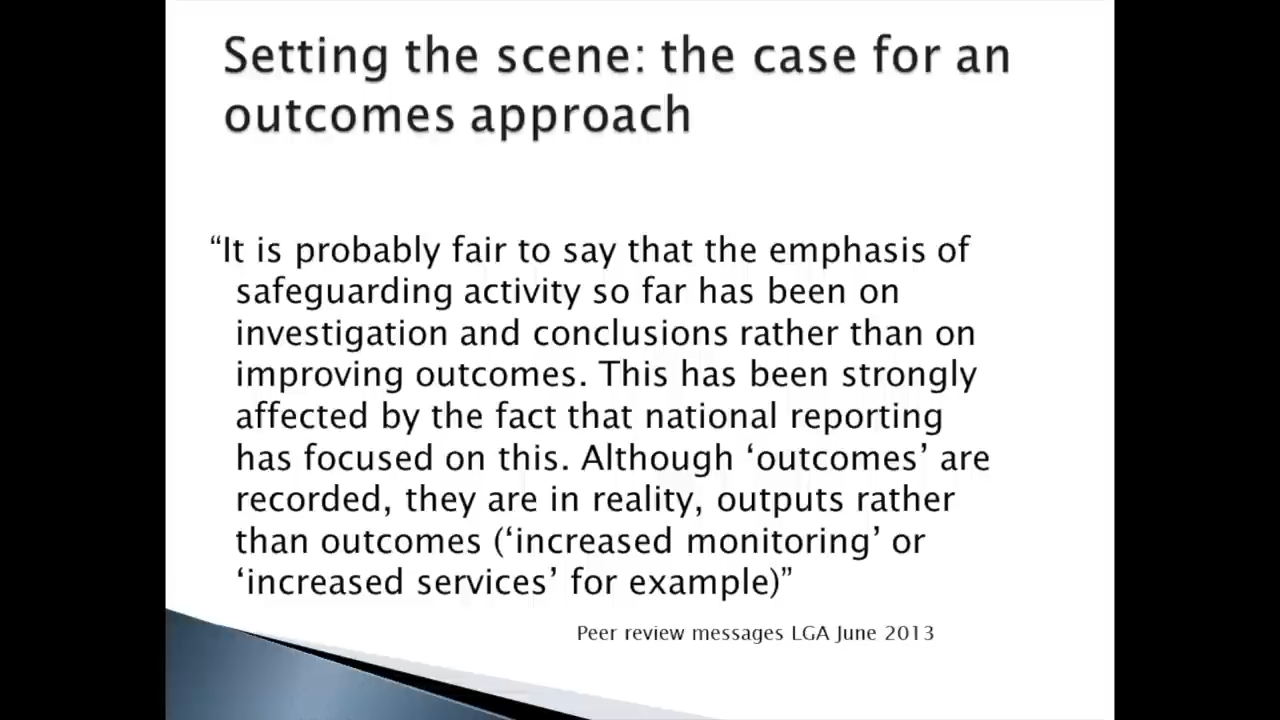 Setting the scene: the case for an
outcomes approach
“It is probably fair to say that the emphasis of
safeguarding activity so far has been on
investigation and conclusions rather than on
improving outcomes. This has been strongly
affected by the fact that national reporting
has focused on this. Although ‘outcomes’ are
recorded, they are in reality, outputs rather
than outcomes (‘increased monitoring’ or
‘increased services’ for example)”
Peer review messages LGA June 2013